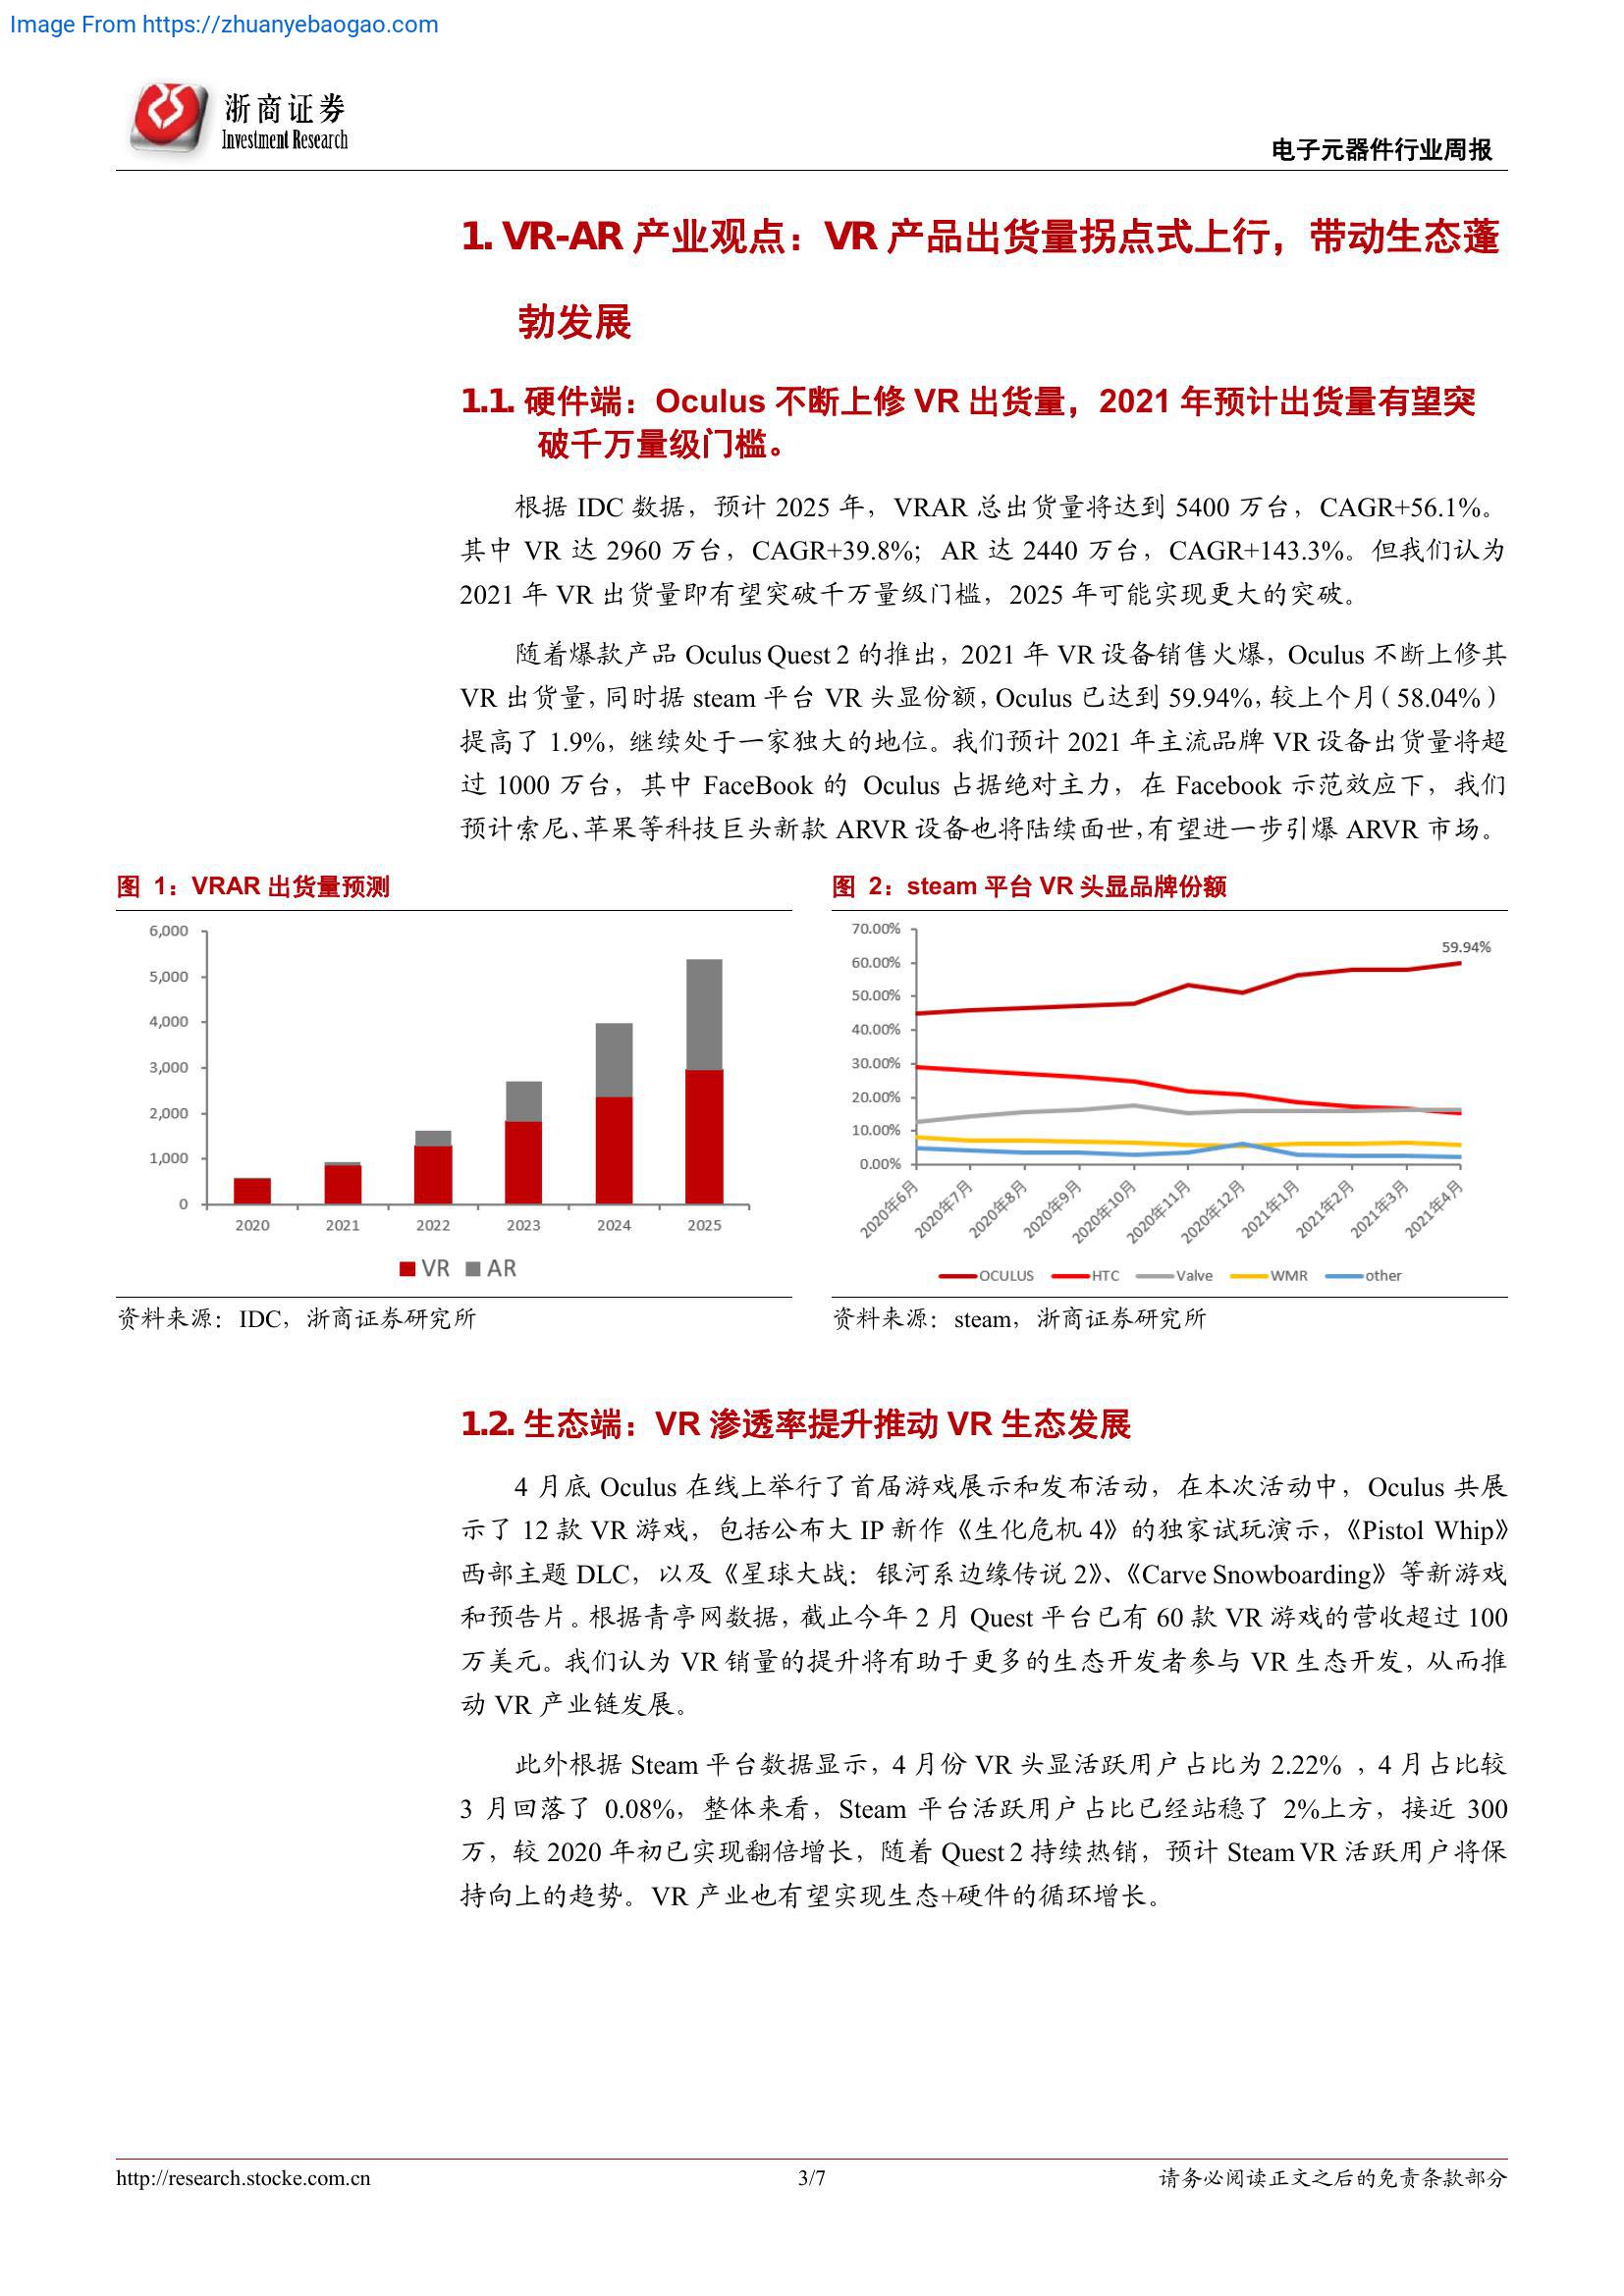 Image From https://zhuanyebaogao.com
浙商证券
Investment Research
电子元器件行业周报
1. VR-AR 产业观点：VR 产品出货量拐点式上行，带动生态蓬
勃发展
1.1. 硬件端：Oculus 不断上修 VR 出货量，2021 年预计出货量有望突
破千万量级门槛。
根据 IDC 数据，预计 2025 年，VRAR 总出货量将达到 5400 万台，CAGR+56.1%。
其中 VR 达 2960 万台，CAGR+39.8%；AR 达 2440 万台，CAGR+143.3%。但我们认为
2021 年 VR 出货量即有望突破千万量级门槛，2025 年可能实现更大的突破。
随着爆款产品 Oculus Quest 2 的推出，2021 年 VR 设备销售火爆，Oculus 不断上修其
VR 出货量，同时据 steam 平台 VR 头显份额，Oculus 已达到 59.94%，较上个月（58.04%）
提高了 1.9%，继续处于一家独大的地位。我们预计 2021 年主流品牌 VR 设备出货量将超
过 1000 万台，其中 FaceBook 的 Oculus 占据绝对主力，在 Facebook 示范效应下，我们
预计索尼、苹果等科技巨头新款 ARVR 设备也将陆续面世，有望进一步引爆 ARVR 市场。
图 1：VRAR 出货量预测
6,000
5,000
4,000
3,000
2,000
1,000
0
2020 2021 2022 2023 2024 2025
VR AR
资料来源：IDC，浙商证券研究所
图 2：steam 平台 VR 头显品牌份额
70.00%
60.00%
50.00%
40.00%
30.00%
20.00%
10.00%
0.00%
59.94%
2020年6月 2020年7月 2020年8月 2020年9月 2020年10月 2020年11月 2020年12月 2021年1月 2021年2月 2021年3月 2021年4月
OCULUS HTC Valve WMR other
资料来源：steam，浙商证券研究所
1.2. 生态端：VR 渗透率提升推动 VR 生态发展
4 月底 Oculus 在线上举行了首届游戏展示和发布活动，在本次活动中，Oculus 共展
示了 12 款 VR 游戏，包括公布大 IP 新作《生化危机 4》的独家试玩演示，《Pistol Whip》
西部主题 DLC，以及《星球大战：银河系边缘传说 2》、《Carve Snowboarding》等新游戏
和预告片。根据青亭网数据，截止今年 2 月 Quest 平台已有 60 款 VR 游戏的营收超过 100
万美元。我们认为 VR 销量的提升将有助于更多的生态开发者参与 VR 生态开发，从而推
动 VR 产业链发展。
此外根据 Steam 平台数据显示，4 月份 VR 头显活跃用户占比为 2.22% ，4 月占比较
3 月回落了 0.08%，整体来看，Steam 平台活跃用户占比已经站稳了 2%上方，接近 300
万，较 2020 年初已实现翻倍增长，随着 Quest 2 持续热销，预计 Steam VR 活跃用户将保
持向上的趋势。VR 产业也有望实现生态+硬件的循环增长。
http://research.stocke.com.cn
3/7
请务必阅读正文之后的免责条款部分